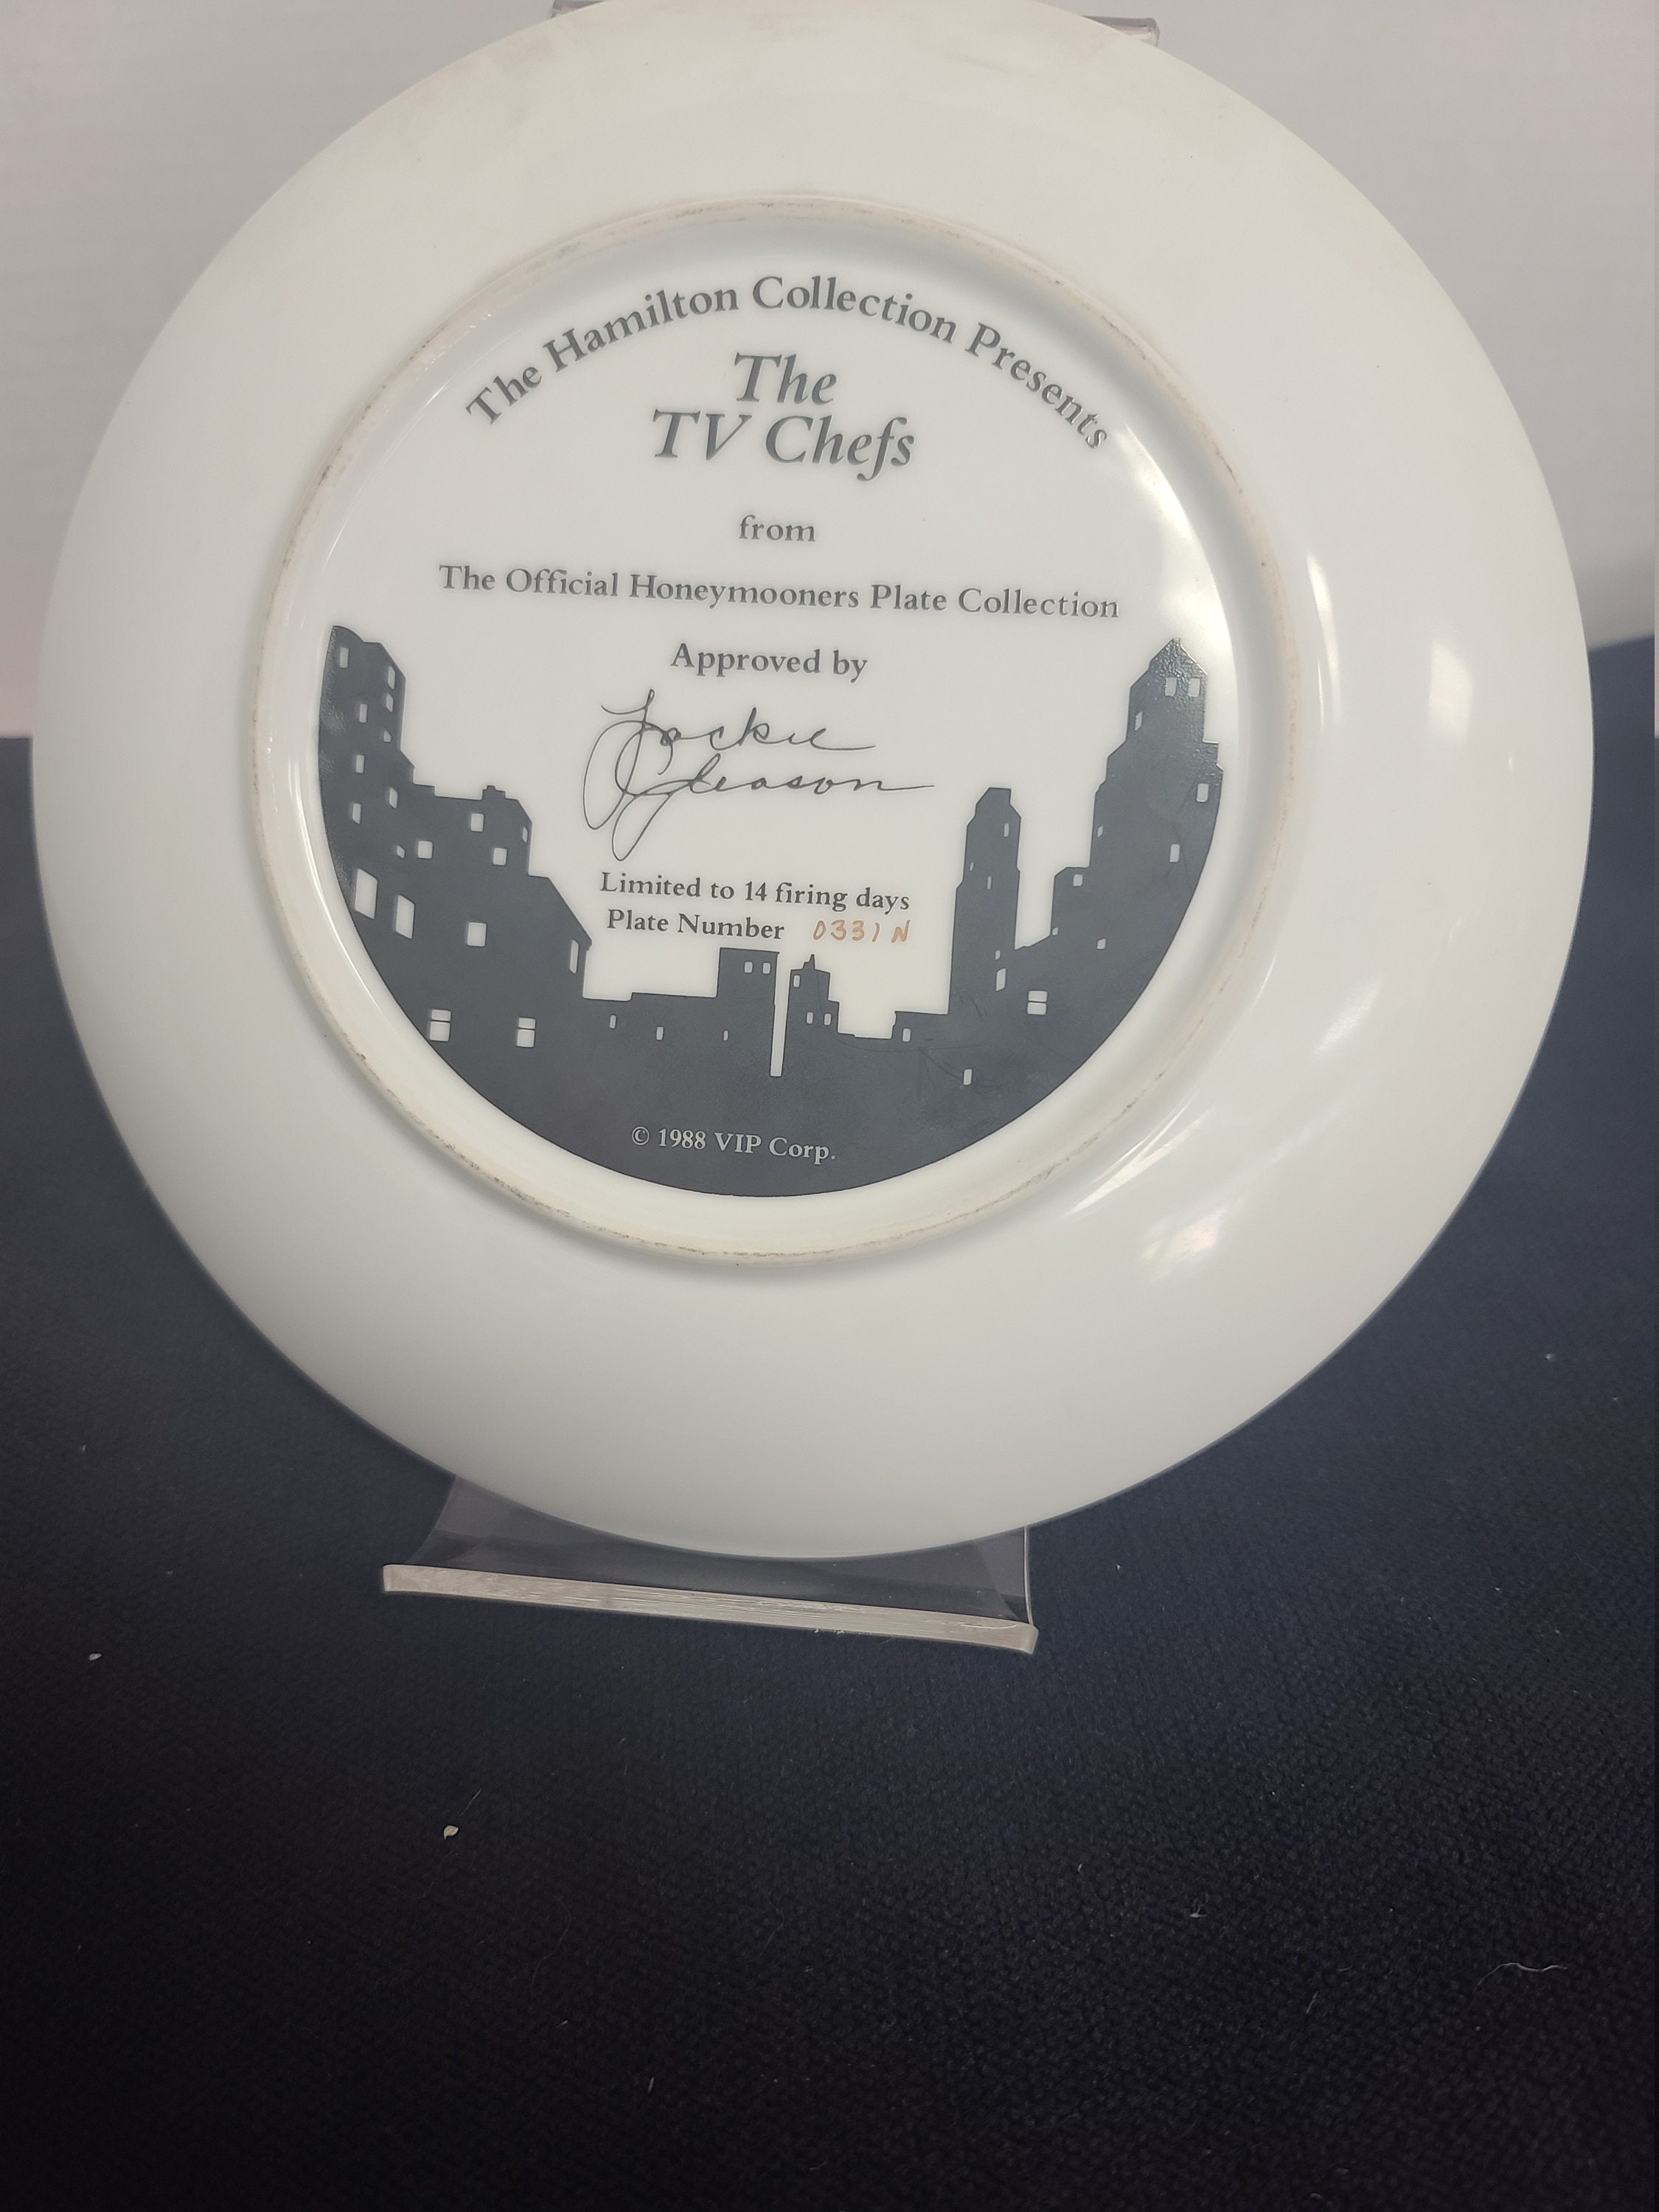 The Hamilton Collection Presents
The
TV Chefs
from
The Official Honeymooners Plate Collection
Approved by
Jackie
Gleason
Limited to 14 firing days
Plate Number 0331 N
© 1988 VIP Corp.